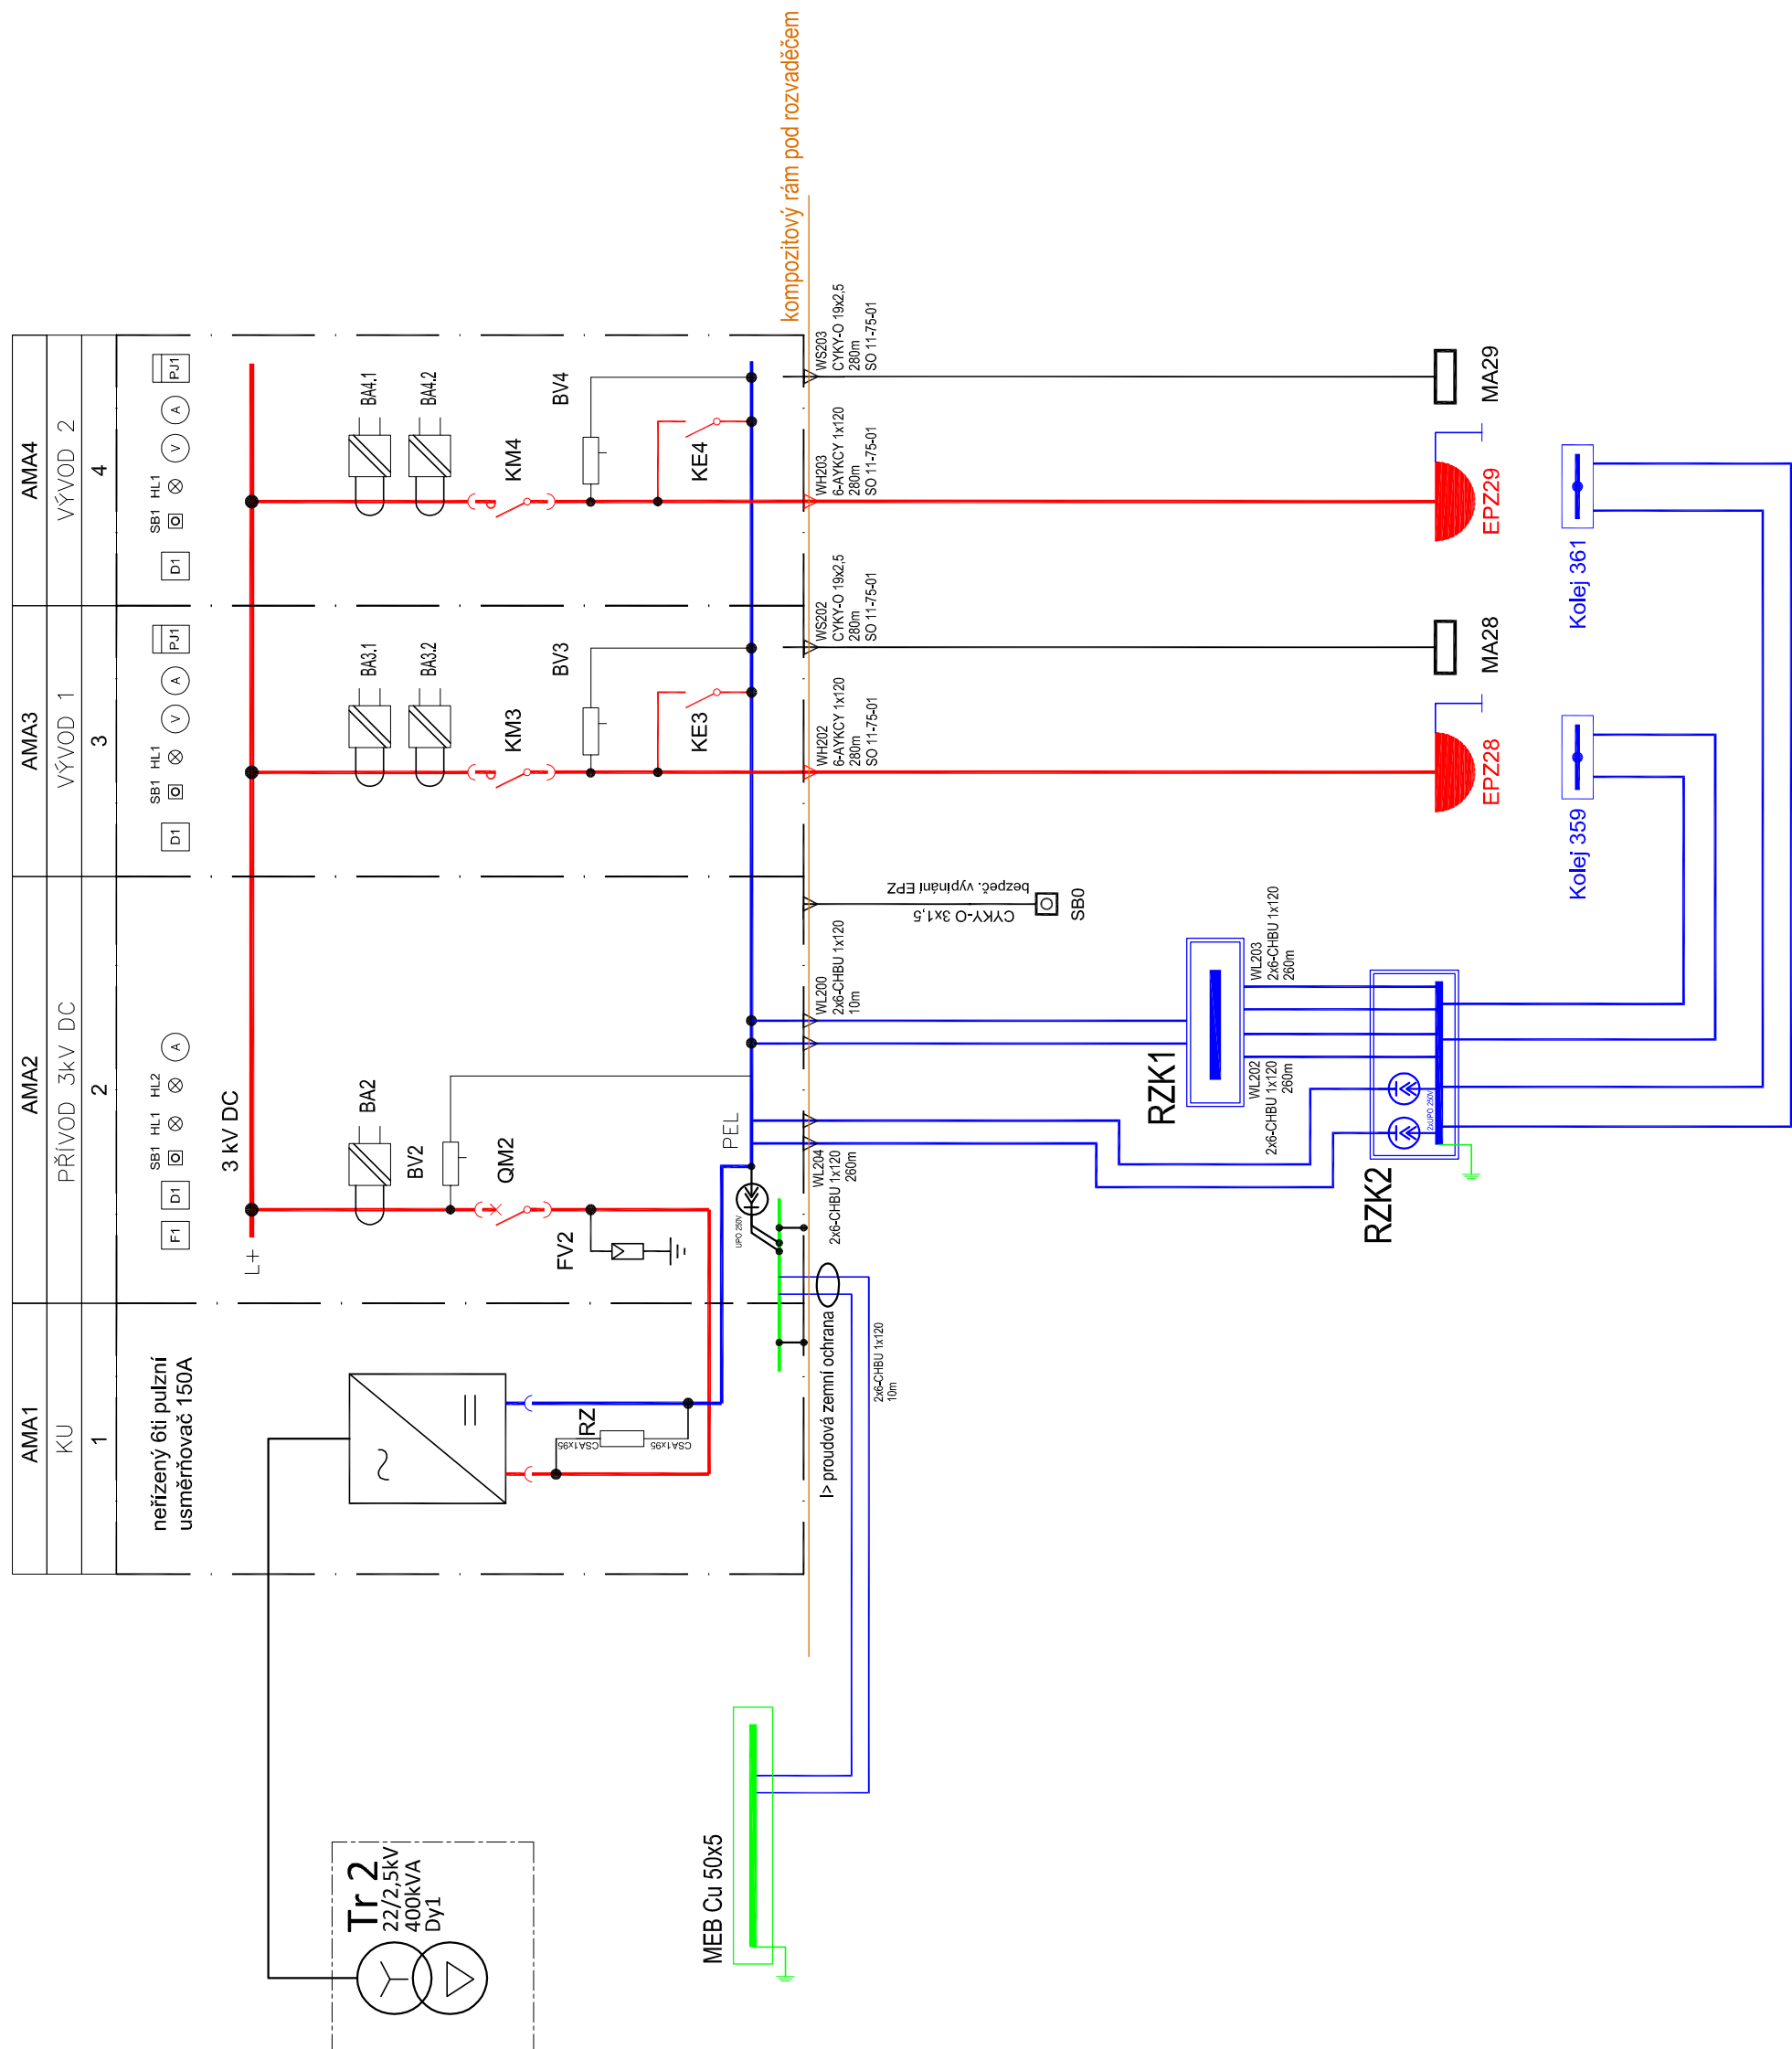 AMA1
AMA2
AMA3
AMA4
KU
PŘÍVOD 3kV DC
VÝVOD 1
VÝVOD 2
1
2
3
4
neřízený 6ti pulzní
usměrňovač 150A
F1
D1
SB1
HL1
HL2
A
D1
SB1
HL1
V
A
PJ1
D1
SB1
HL1
V
A
PJ1
L+
3 kV DC
BA2
BV2
QM2
FV2
BA3.1
BA3.2
KM3
BV3
KE3
BA4.1
BA4.2
KM4
BV4
KE4
RZ
CSA1x95
CSA1x95
PEL
UPO 250V
kompozitový rám pod rozvaděčem
I> proudová zemní ochrana
2x6-CHBU 1x120
10m
WL204
2x6-CHBU 1x120
260m
WL200
2x6-CHBU 1x120
10m
bezpeč. vypínání EPZ
CYKY-O 3x1,5
SB0
WH202
6-AYKCY 1x120
280m
SO 11-75-01
WS202
CYKY-O 19x2,5
280m
SO 11-75-01
WH203
6-AYKCY 1x120
280m
SO 11-75-01
WS203
CYKY-O 19x2,5
280m
SO 11-75-01
Tr 2
22/2,5kV
400kVA
Dy1
MEB Cu 50x5
RZK1
WL202
2x6-CHBU 1x120
260m
WL203
2x6-CHBU 1x120
260m
RZK2
2xUPO 250V
EPZ28
MA28
EPZ29
MA29
Kolej 359
Kolej 361